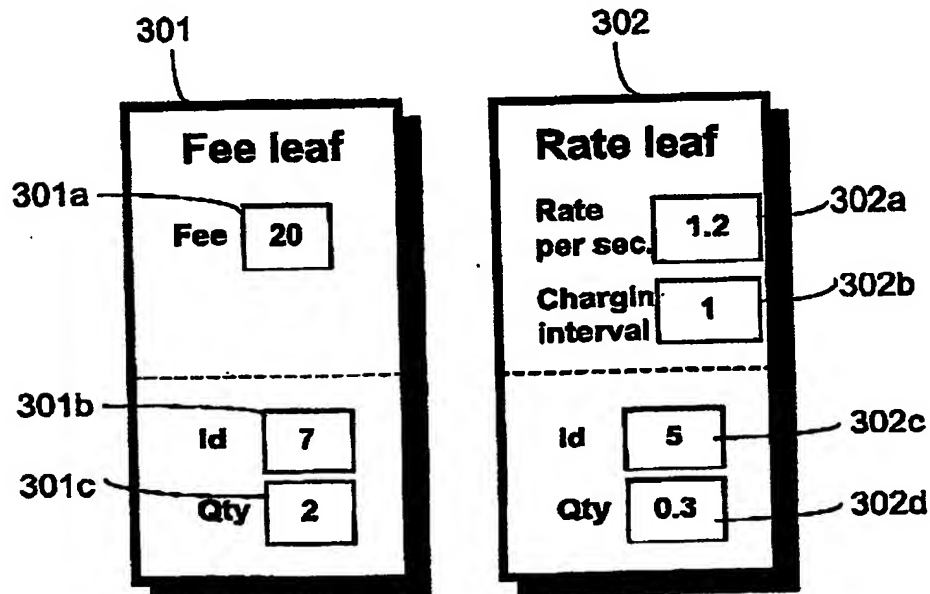 301
302
Fee leaf
Rate leaf
301a
Fee
20
Rate
per sec.
1.2
302a
Chargin
interval
1
302b
301b
Id
7
Id
5
302c
301c
Qty
2
Qty
0.3
302d